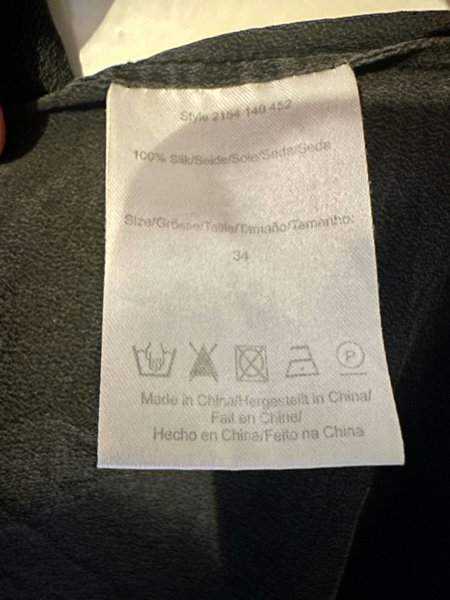 Style 2154 140 452
100% Silk/Seide/Soie/Seda/Seda
Size/Grösse/Taille/Tamaño/Tamanho:
34
P
Made in China/Hergestellt in China/
Fait en Chine/
Hecho en China/Feito na China